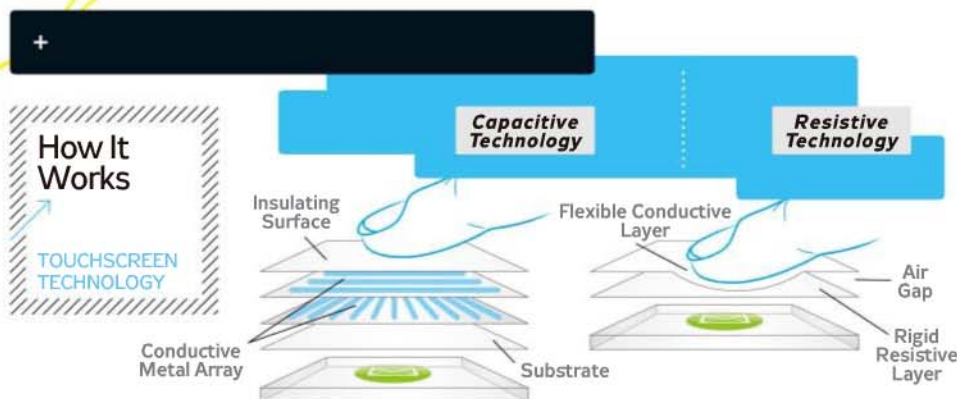 +
How It
Works
TOUCHSCREEN
TECHNOLOGY
Capacitive
Technology
Resistive
Technology
Insulating
Surface
Conductive
Metal Array
Substrate
Flexible Conductive
Layer
Air
Gap
Rigid
Resistive
Layer